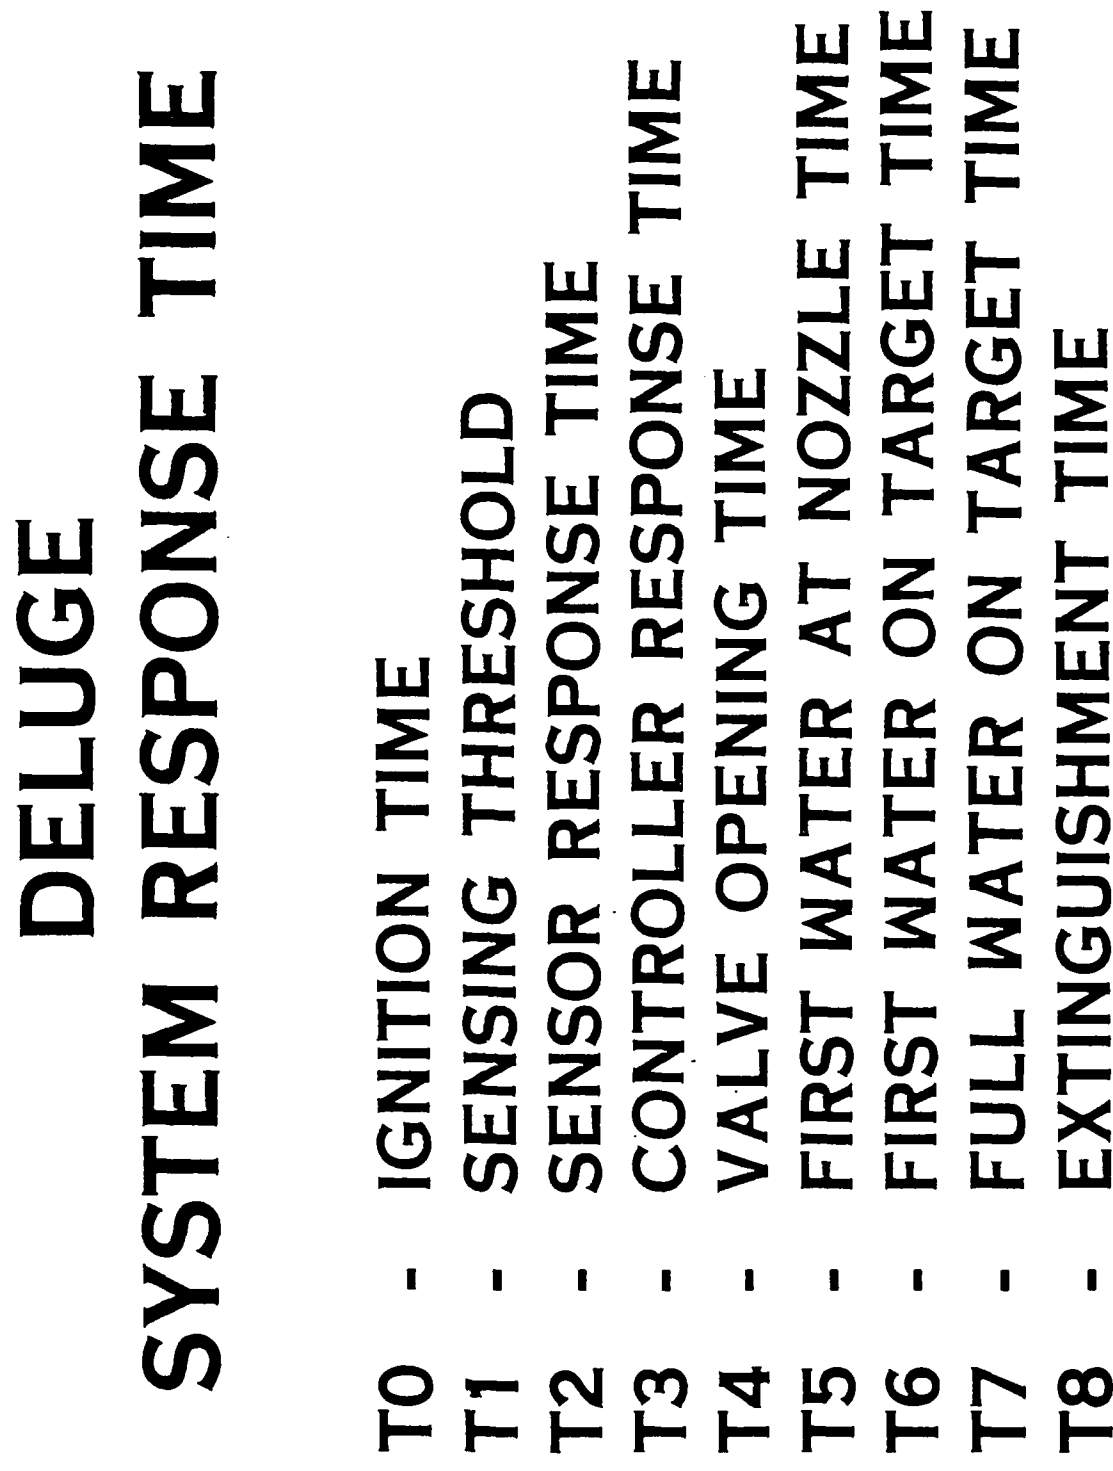 DELUGE
SYSTEM RESPONSE TIME
T0 - IGNITION TIME
T1 - SENSING THRESHOLD
T2 - SENSOR RESPONSE TIME
T3 - CONTROLLER RESPONSE TIME
T4 - VALVE OPENING TIME
T5 - FIRST WATER AT NOZZLE TIME
T6 - FIRST WATER ON TARGET TIME
T7 - FULL WATER ON TARGET TIME
T8 - EXTINGUISHMENT TIME